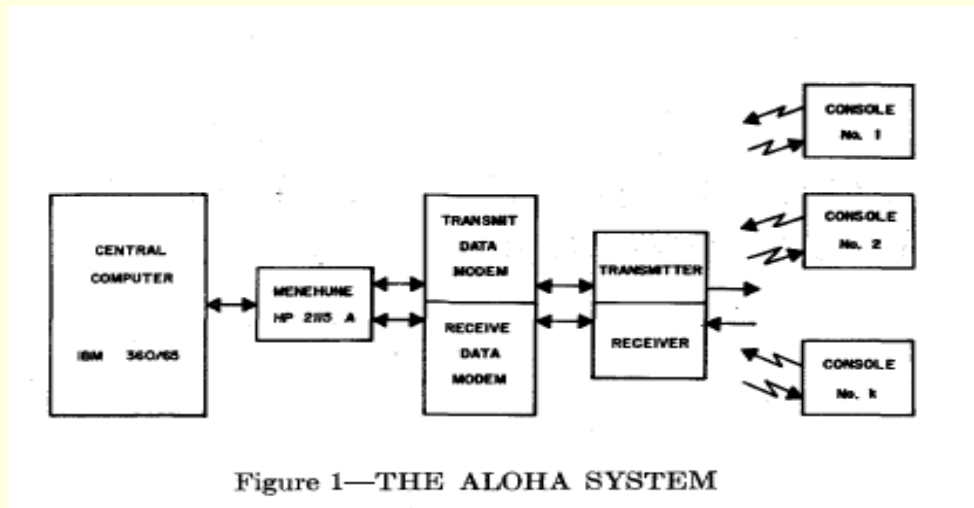 CENTRAL
COMPUTER
IBM 360/65
MENEHUNE
HP 2115 A
TRANSMIT
DATA
MODEM
RECEIVE
DATA
MODEM
TRANSMITTER
RECEIVER
CONSOLE
No. 1
CONSOLE
No. 2
CONSOLE
No. k
Figure 1—THE ALOHA SYSTEM